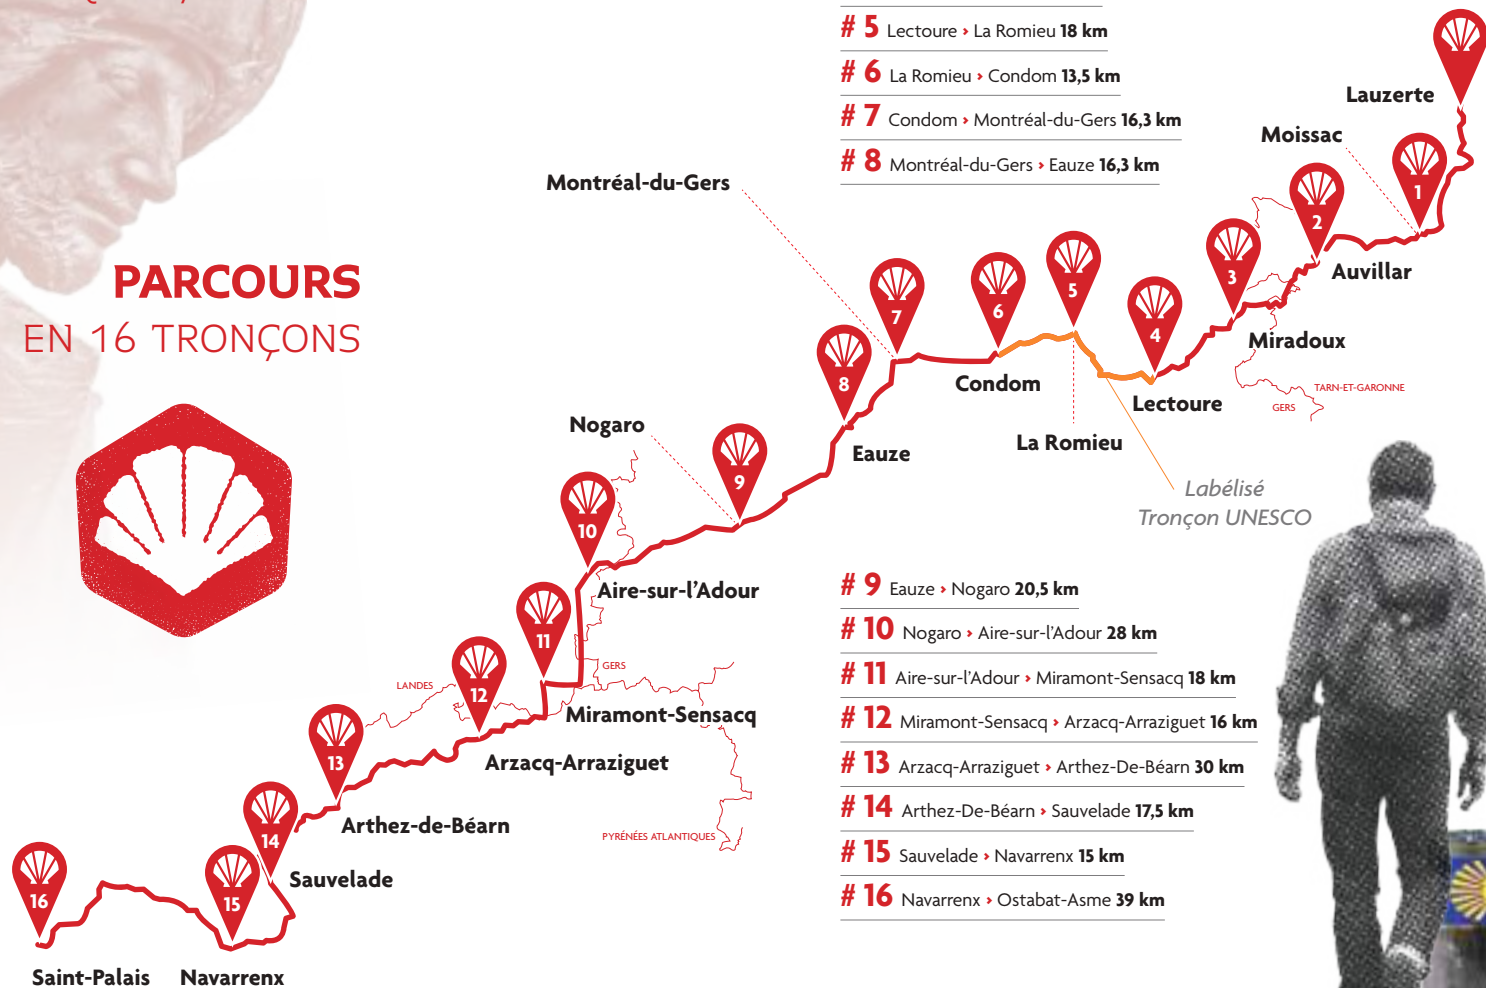 # 5 Lectoure > La Romieu 18 km
# 6 La Romieu > Condom 13,5 km
# 7 Condom > Montréal-du-Gers 16,3 km
# 8 Montréal-du-Gers > Eauze 16,3 km
Lauzerte
Moissac
1
2
Auvillar
3
Miradoux
TARN-ET-GARONNE
GERS
4
Lectoure
5
La Romieu
Labélisé
Tronçon UNESCO
6
Condom
Montréal-du-Gers
7
8
Eauze
PARCOURS
EN 16 TRONÇONS
Nogaro
9
10
Aire-sur-l'Adour
11
GERS
LANDES
12
Miramont-Sensacq
Arzacq-Arraziguet
13
Arthez-de-Béarn
PYRÉNÉES ATLANTIQUES
14
Sauvelade
15
16
Saint-Palais
Navarrenx
# 9 Eauze > Nogaro 20,5 km
# 10 Nogaro > Aire-sur-l'Adour 28 km
# 11 Aire-sur-l'Adour > Miramont-Sensacq 18 km
# 12 Miramont-Sensacq > Arzacq-Arraziguet 16 km
# 13 Arzacq-Arraziguet > Arthez-De-Béarn 30 km
# 14 Arthez-De-Béarn > Sauvelade 17,5 km
# 15 Sauvelade > Navarrenx 15 km
# 16 Navarrenx > Ostabat-Asme 39 km